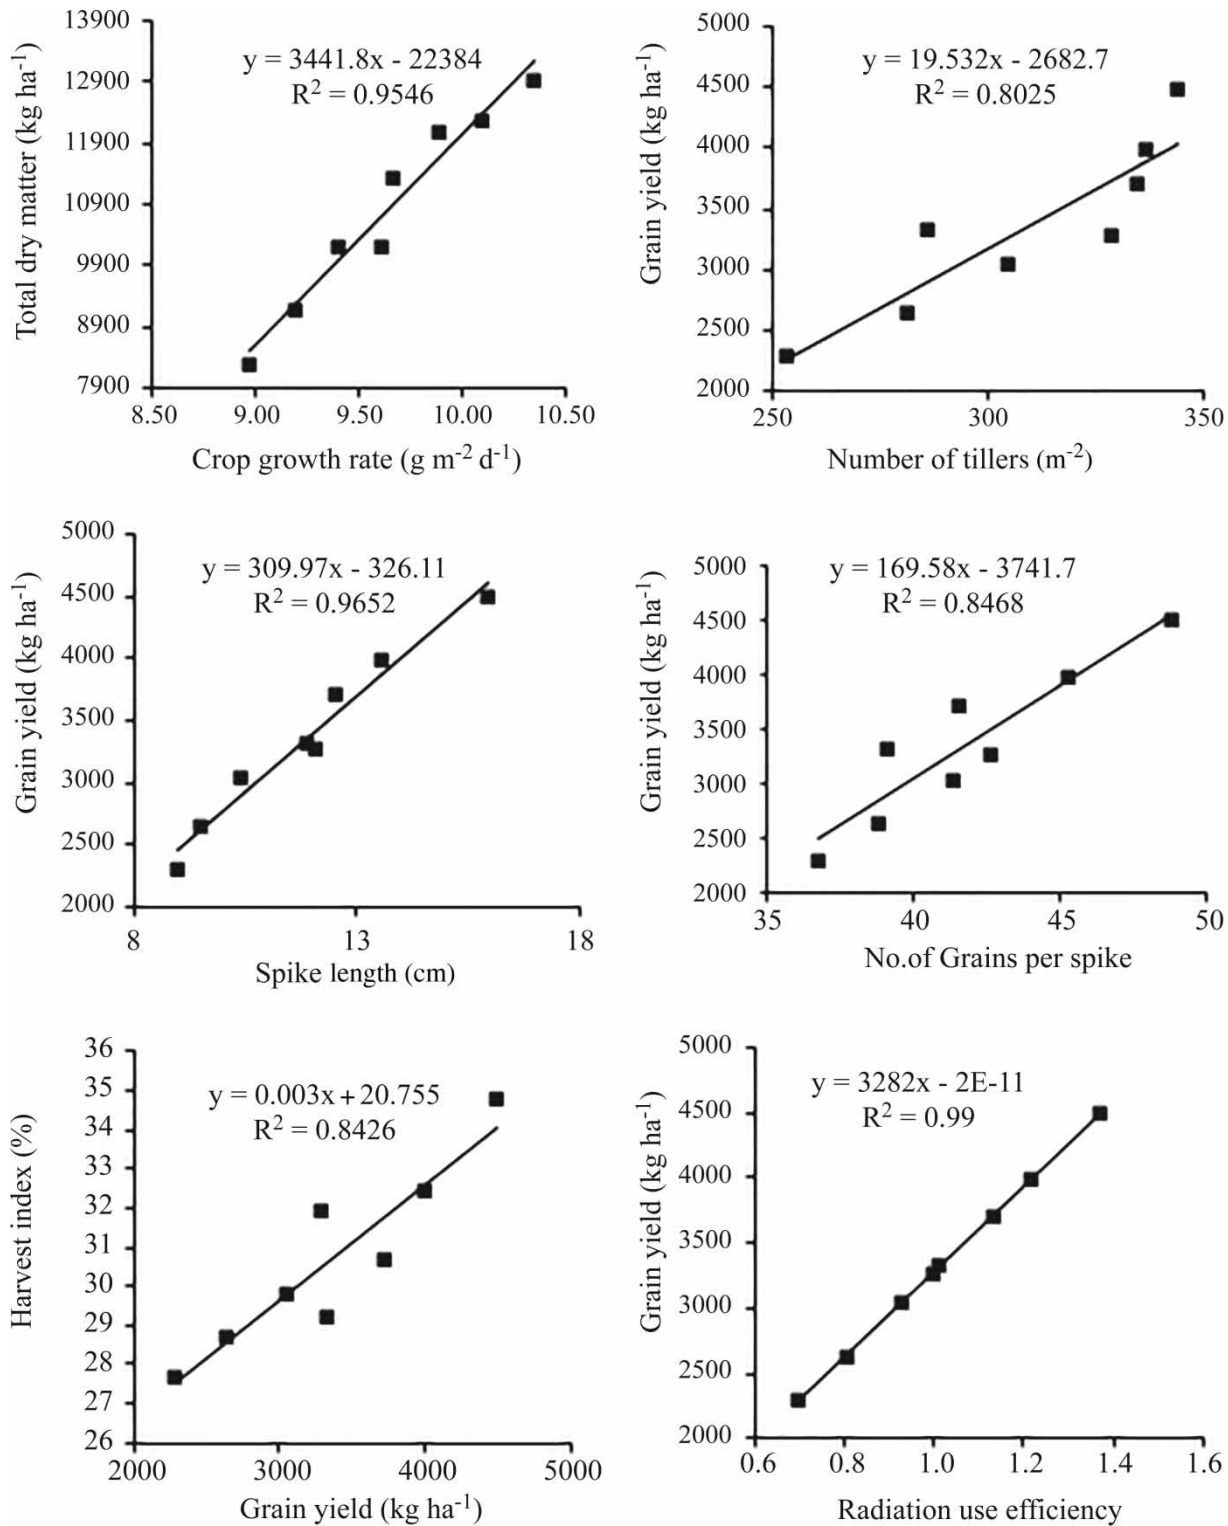 13900
12900
11900
10900
9900
8900
7900
Total dry matter (kg ha-1)
y = 3441.8x - 22384
R2 = 0.9546
8.50 9.00 9.50 10.00 10.50
Crop growth rate (g m-2 d-1)
5000
4500
4000
3500
3000
2500
2000
Grain yield (kg ha-1)
y = 19.532x - 2682.7
R2 = 0.8025
250 300 350
Number of tillers (m-2)
5000
4500
4000
3500
3000
2500
2000
Grain yield (kg ha-1)
y = 309.97x - 326.11
R2 = 0.9652
8 13 18
Spike length (cm)
5000
4500
4000
3500
3000
2500
2000
Grain yield (kg ha-1)
y = 169.58x - 3741.7
R2 = 0.8468
35 40 45 50
No.of Grains per spike
36
35
34
33
32
31
30
29
28
27
26
Harvest index (%)
y = 0.003x + 20.755
R2 = 0.8426
2000 3000 4000 5000
Grain yield (kg ha-1)
5000
4500
4000
3500
3000
2500
2000
Grain yield (kg ha-1)
y = 3282x - 2E-11
R2 = 0.99
0.6 0.8 1.0 1.2 1.4 1.6
Radiation use efficiency